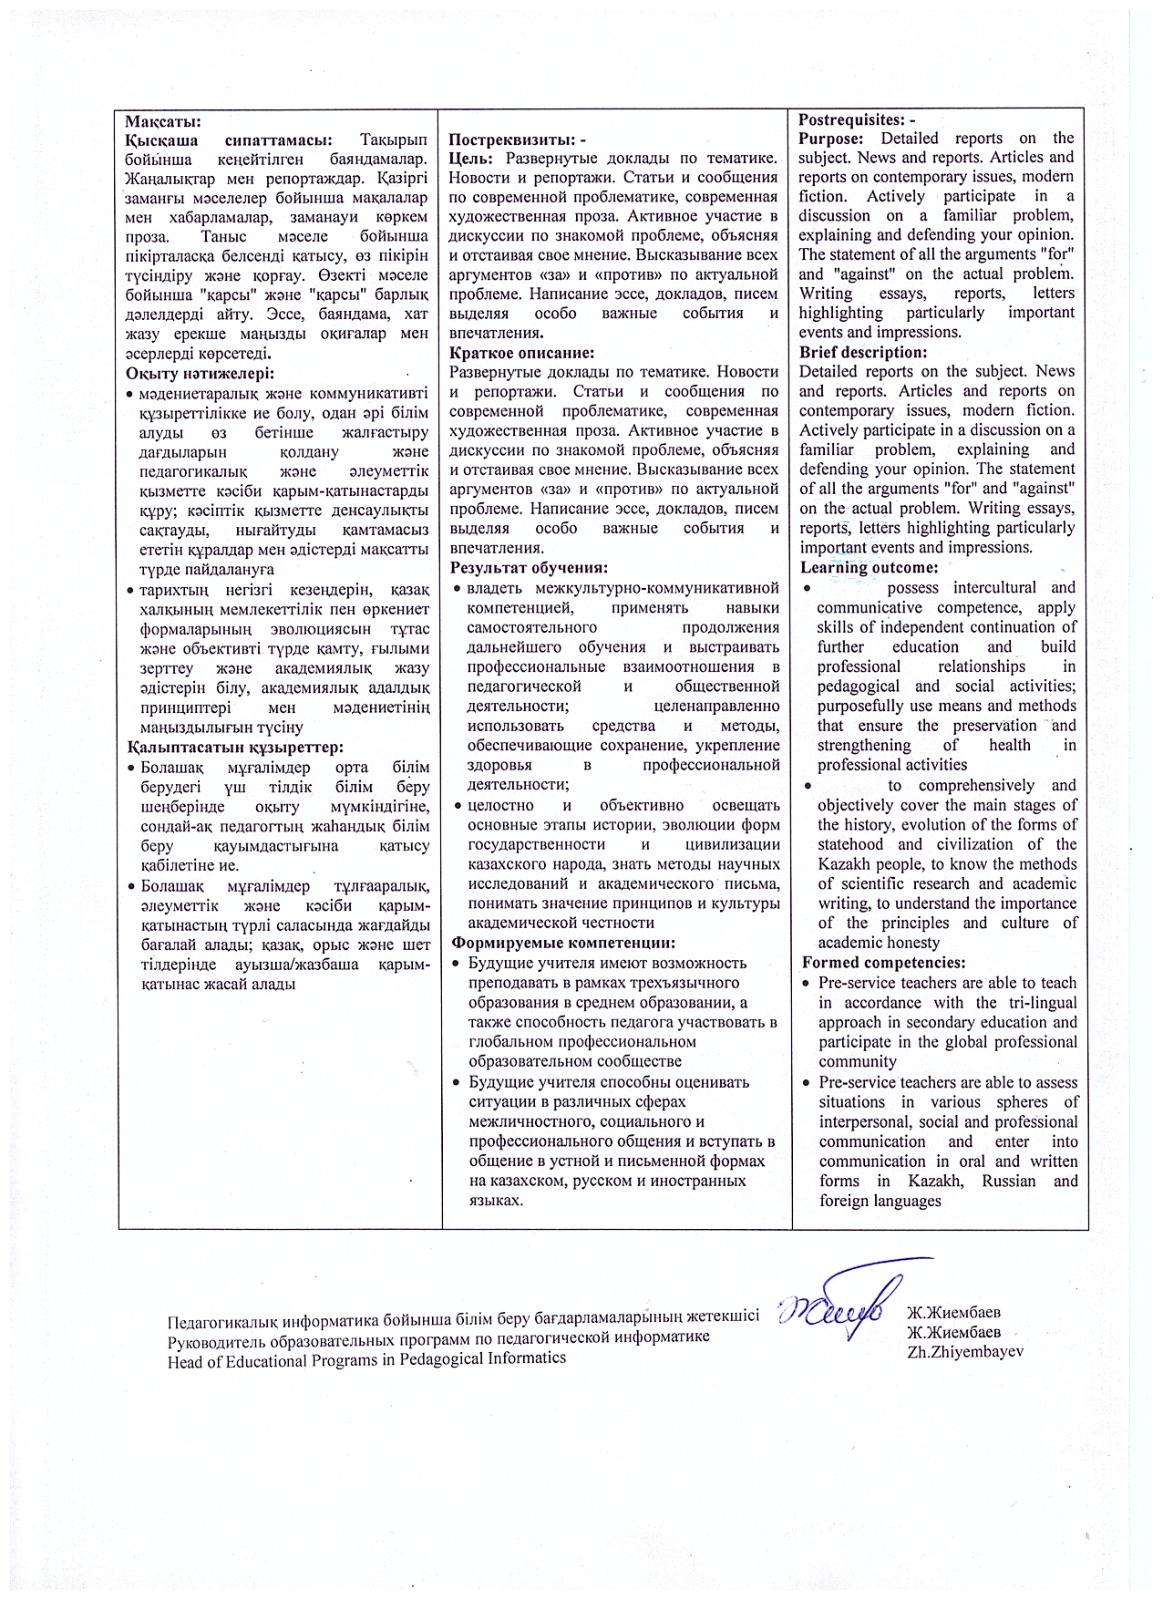 Мақсаты:
Қысқаша сипаттамасы: Тақырып
бойынша кеңейтілген баяндамалар.
Жаңалықтар мен репортаждар. Қазіргі
заманғы мәселелер бойынша мақалалар
мен хабарламалар, заманауи көркем
проза. Таныс мәселе бойынша
пікірталасқа белсенді қатысу, өз пікірін
түсіндіру және қорғау. Өзекті мәселе
бойынша "қарсы" және "қарсы" барлық
дәлелдерді айту. Эссе, баяндама, хат
жазу ерекше маңызды оқиғалар мен
әсерлерді көрсетеді.
Оқыту нәтижелері:
• мәдениетаралық және коммуникативті
құзыреттілікке ие болу, одан әрі білім
алуды өз бетінше жалғастыру
дағдыларын қолдану және
педагогикалық және әлеуметтік
қызметте кәсіби қарым-қатынастарды
құру; кәсіптік қызметте денсаулықты
сақтауды, нығайтуды қамтамасыз
ететін құралдар мен әдістерді мақсатты
түрде пайдалануға
• тарихтың негізгі кезеңдерін, қазақ
халқының мемлекеттілік пен өркениет
формаларының эволюциясын тұтас
және объективті түрде қамту, ғылыми
зерттеу және академиялық жазу
әдістерін білу, академиялық адалдық
принциптері мен мәдениетінің
маңыздылығын түсіну
Қалыптасатын құзыреттер:
• Болашақ мұғалімдер орта білім
берудегі үш тілдік білім беру
шеңберінде оқыту мүмкіндігіне,
сондай-ақ педагогтың жаһандық білім
беру қауымдастығына қатысу
қабілетіне ие.
• Болашақ мұғалімдер тұлғааралық,
әлеуметтік және кәсіби қарым-
қатынастың түрлі саласында жағдайды
бағалай алады; қазақ, орыс және шет
тілдерінде ауызша/жазбаша қарым-
қатынас жасай алады
Постреквизиты: -
Цель: Развернутые доклады по тематике.
Новости и репортажи. Статьи и сообщения
по современной проблематике, современная
художественная проза. Активное участие в
дискуссии по знакомой проблеме, объясняя
и отстаивая свое мнение. Высказывание всех
аргументов «за» и «против» по актуальной
проблеме. Написание эссе, докладов, писем
выделяя особо важные события и
впечатления.
Краткое описание:
Развернутые доклады по тематике. Новости
и репортажи. Статьи и сообщения по
современной проблематике, современная
художественная проза. Активное участие в
дискуссии по знакомой проблеме, объясняя
и отстаивая свое мнение. Высказывание всех
аргументов «за» и «против» по актуальной
проблеме. Написание эссе, докладов, писем
выделяя особо важные события и
впечатления.
Результат обучения:
• владеть межкультурно-коммуникативной
компетенцией, применять навыки
самостоятельного продолжения
дальнейшего обучения и выстраивать
профессиональные взаимоотношения в
педагогической и общественной
деятельности; целенаправленно
использовать средства и методы,
обеспечивающие сохранение, укрепление
здоровья в профессиональной
деятельности;
• целостно и объективно освещать
основные этапы истории, эволюции форм
государственности и цивилизации
казахского народа, знать методы научных
исследований и академического письма,
понимать значение принципов и культуры
академической честности
Формируемые компетенции:
• Будущие учителя имеют возможность
преподавать в рамках трехъязычного
образования в среднем образовании, а
также способность педагога участвовать в
глобальном профессиональном
образовательном сообществе
• Будущие учителя способны оценивать
ситуации в различных сферах
межличностного, социального и
профессионального общения и вступать в
общение в устной и письменной формах
на казахском, русском и иностранных
языках.
Postrequisites: -
Purpose: Detailed reports on the
subject. News and reports. Articles and
reports on contemporary issues, modern
fiction. Actively participate in a
discussion on a familiar problem,
explaining and defending your opinion.
The statement of all the arguments "for"
and "against" on the actual problem.
Writing essays, reports, letters
highlighting particularly important
events and impressions.
Brief description:
Detailed reports on the subject. News
and reports. Articles and reports on
contemporary issues, modern fiction.
Actively participate in a discussion on a
familiar problem, explaining and
defending your opinion. The statement
of all the arguments "for" and "against"
on the actual problem. Writing essays,
reports, letters highlighting particularly
important events and impressions.
Learning outcome:
• possess intercultural and
communicative competence, apply
skills of independent continuation of
further education and build
professional relationships in
pedagogical and social activities;
purposefully use means and methods
that ensure the preservation and
strengthening of health in
professional activities
• to comprehensively and
objectively cover the main stages of
the history, evolution of the forms of
statehood and civilization of the
Kazakh people, to know the methods
of scientific research and academic
writing, to understand the importance
of the principles and culture of
academic honesty
Formed competencies:
• Pre-service teachers are able to teach
in accordance with the tri-lingual
approach in secondary education and
participate in the global professional
community
• Pre-service teachers are able to assess
situations in various spheres of
interpersonal, social and professional
communication and enter into
communication in oral and written
forms in Kazakh, Russian and
foreign languages
Педагогикалық информатика бойынша білім беру бағдарламаларының жетекшісі Ж.Жиембаев
Руководитель образовательных программ по педагогической информатике Ж.Жиембаев
Head of Educational Programs in Pedagogical Informatics Zh.Zhiyembayev